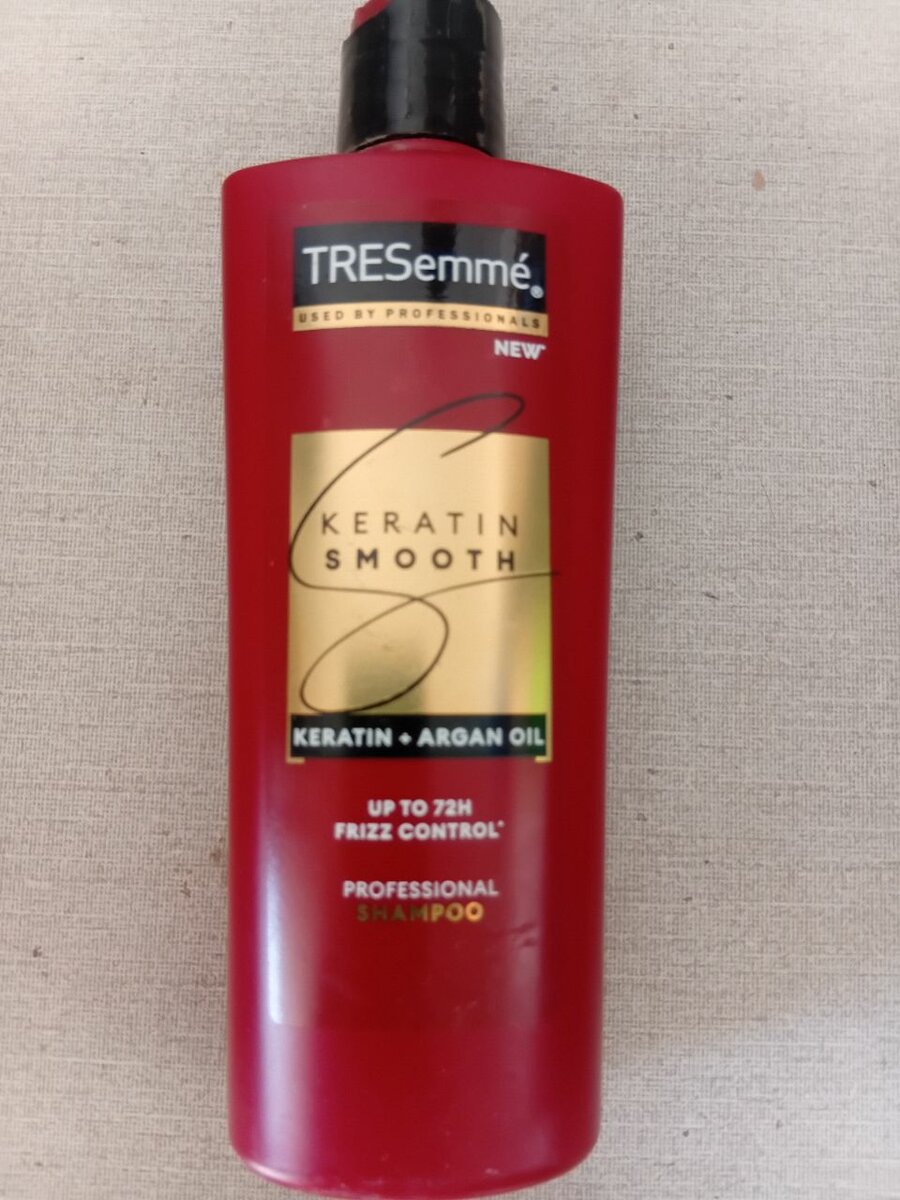 TRESemmé®
USED BY PROFESSIONALS
NEW*
KERATIN
SMOOTH
KERATIN + ARGAN OIL
UP TO 72H
FRIZZ CONTROL*
PROFESSIONAL
SHAMPOO